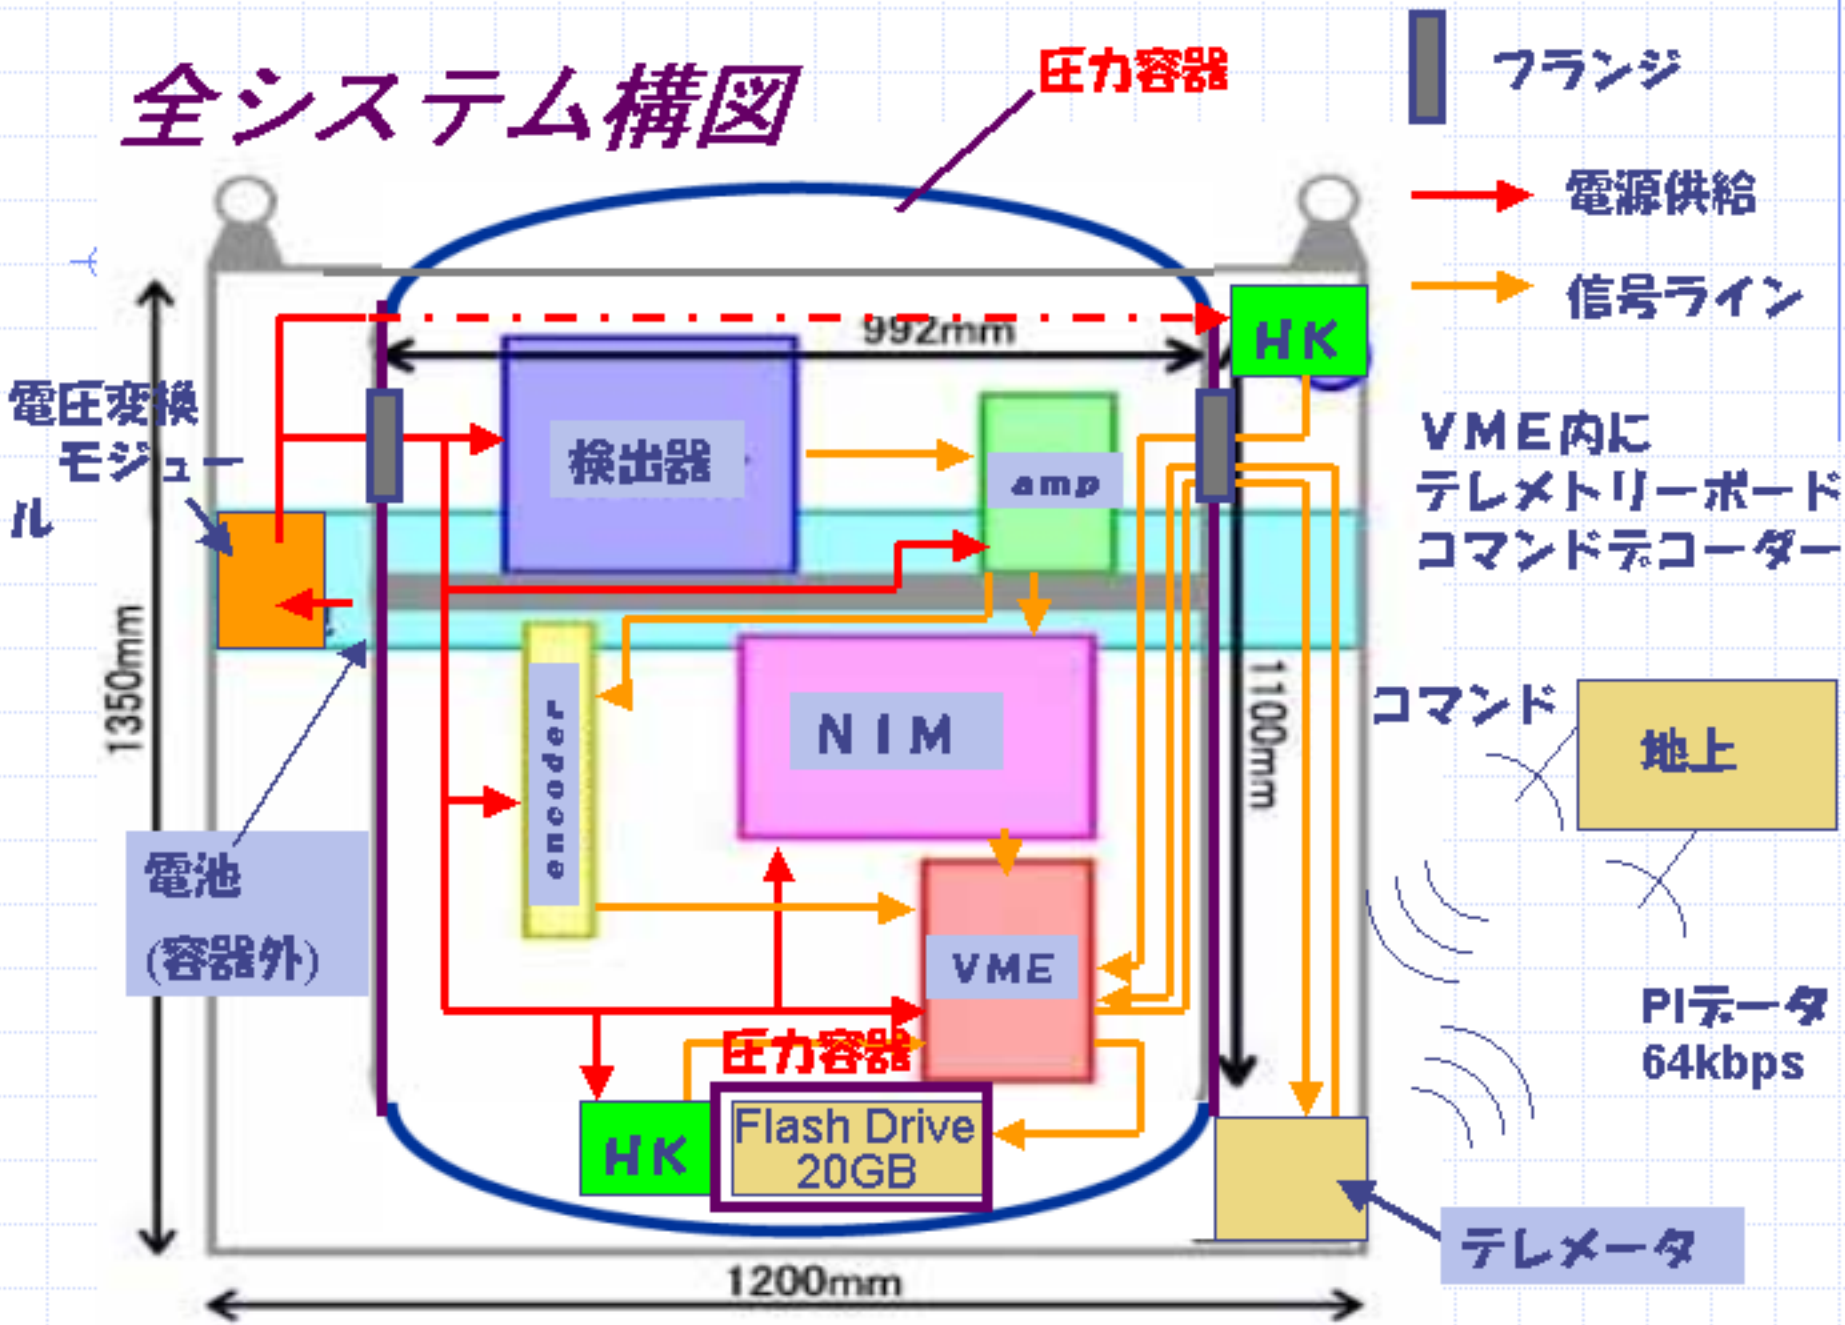 全システム構図
圧力容器
フランジ
電源供給
信号ライン
992mm
HK
電圧変換
モジュー
ル
検出器
amp
VME内に
テレメトリーボード
コマンドデコーダー
1350mm
encoder
NIM
1100mm
コマンド
地上
電池
(容器外)
VME
PIデータ
64kbps
圧力容器
HK
Flash Drive
20GB
テレメータ
1200mm